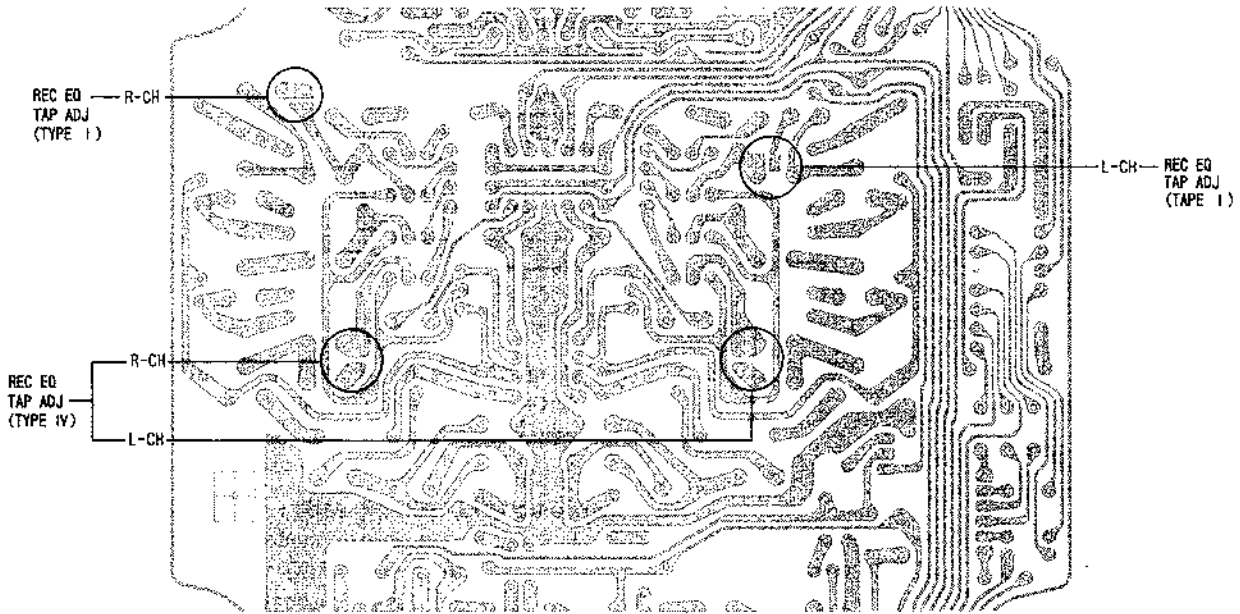 REC EQ
TAP ADJ
(TYPE I)
R-CH
L-CH
REC EQ
TAP ADJ
(TAPE I)
REC EQ
TAP ADJ
(TYPE IV)
R-CH
L-CH